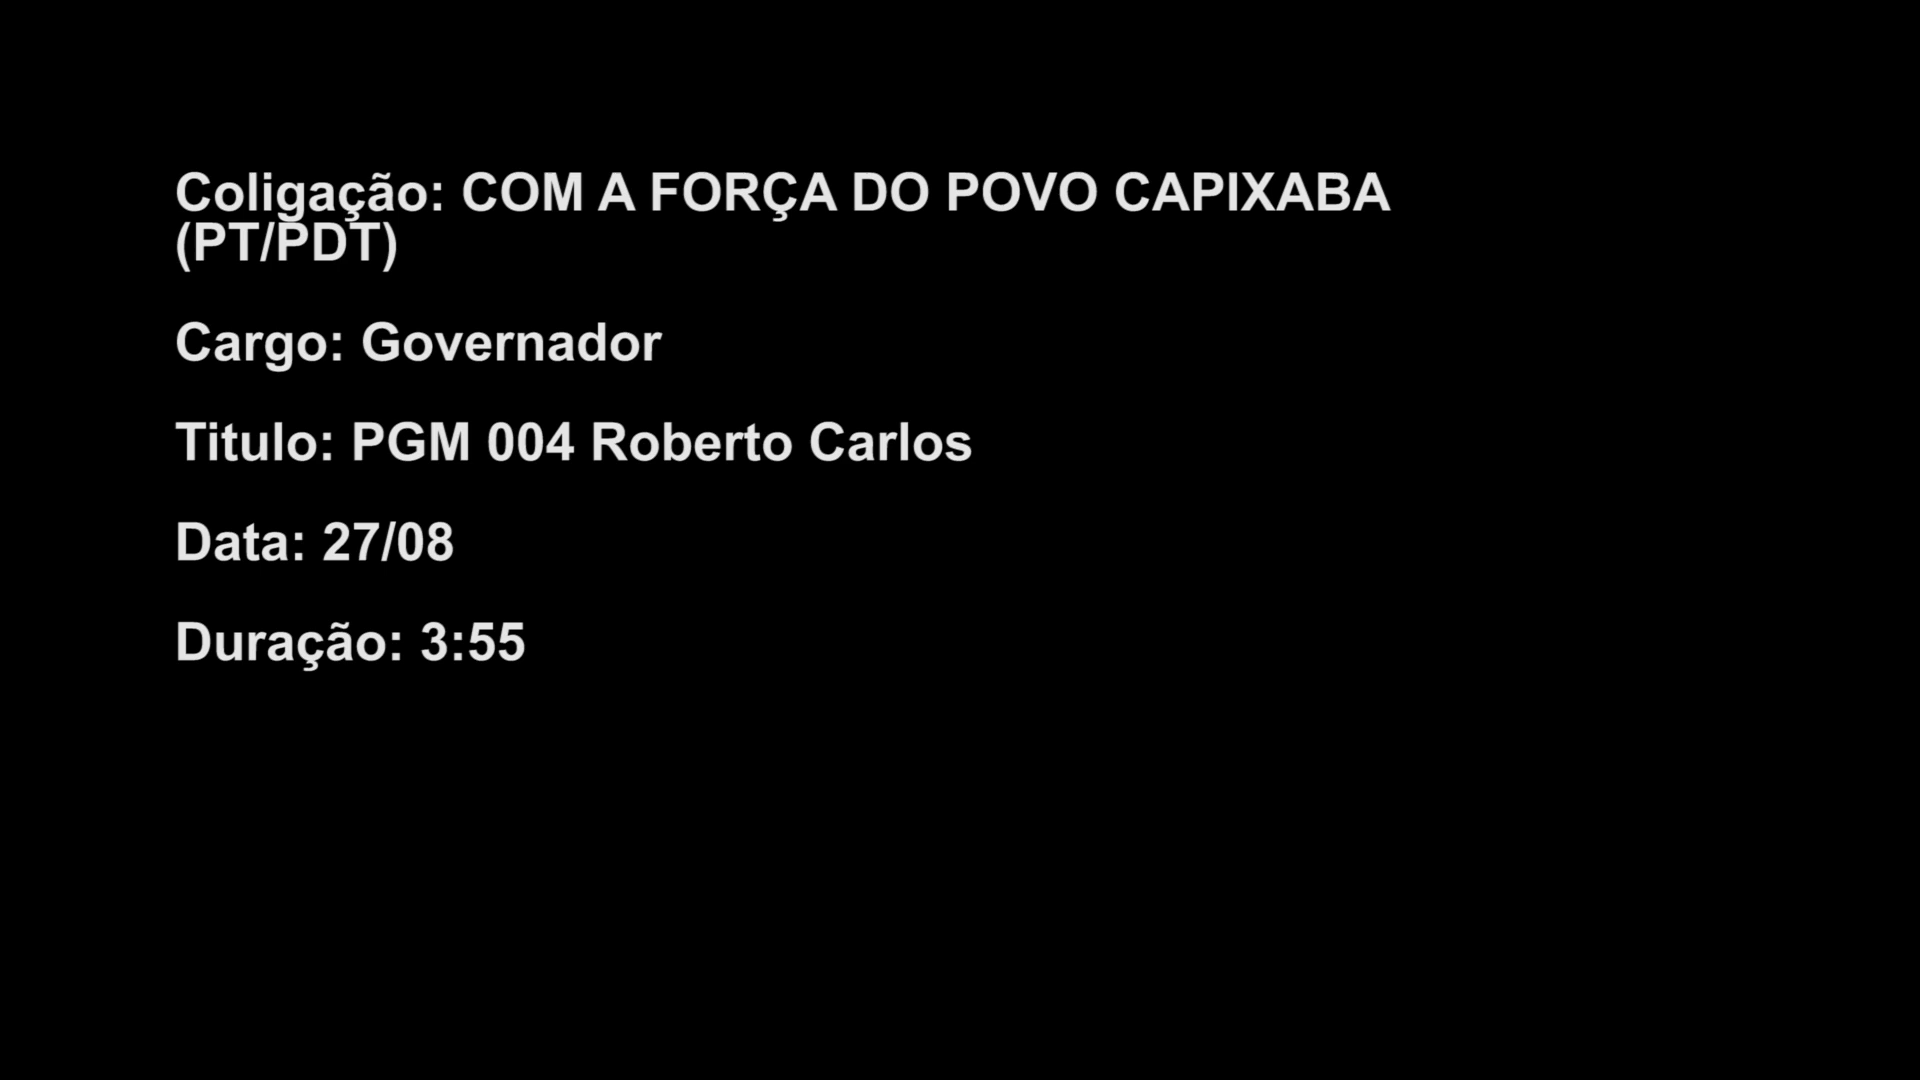 Coligação: COM A FORÇA DO POVO CAPIXABA
(PT/PDT)
Cargo: Governador
Titulo: PGM 004 Roberto Carlos
Data: 27/08
Duração: 3:55